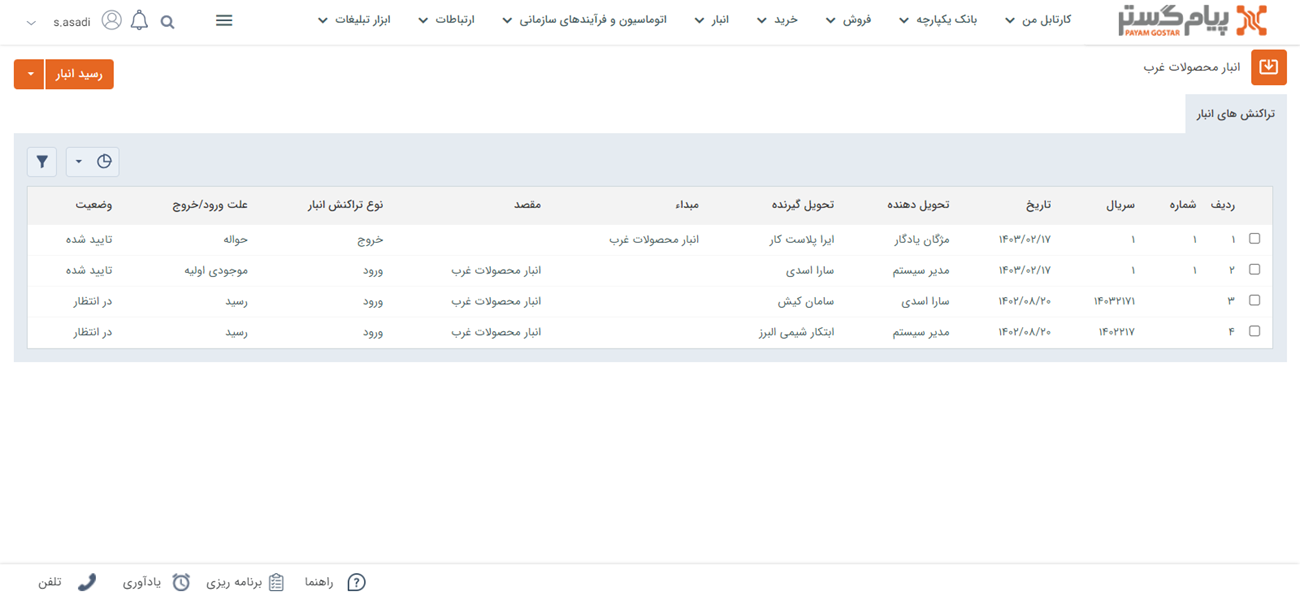 پیام گستر کارتابل من بانک یکپارچه فروش خرید انبار اتوماسیون و فرآیندهای سازمانی ارتباطات ابزار تبلیغات s.asadi
PAYAM GOSTAR
انبار محصولات غرب رسید انبار
تراکنش های انبار
ردیف شماره سریال تاریخ تحویل دهنده تحویل گیرنده مبداء مقصد نوع تراکنش انبار علت ورود/خروج وضعیت
۱ ۱ ۱ ۱۴۰۳/۰۲/۱۷ مژگان یادگار ایرا پلاست کار انبار محصولات غرب خروج حواله تایید شده
۲ ۱ ۱ ۱۴۰۳/۰۲/۱۷ مدیر سیستم سارا اسدی انبار محصولات غرب ورود موجودی اولیه تایید شده
۳ ۱۴۰۳۲۱۷۱ ۱۴۰۲/۰۸/۲۰ سارا اسدی سامان کیش انبار محصولات غرب ورود رسید در انتظار
۴ ۱۴۰۲۲۱۷ ۱۴۰۲/۰۸/۲۰ مدیر سیستم ابتکار شیمی البرز انبار محصولات غرب ورود رسید در انتظار
راهنما برنامه ریزی یادآوری تلفن